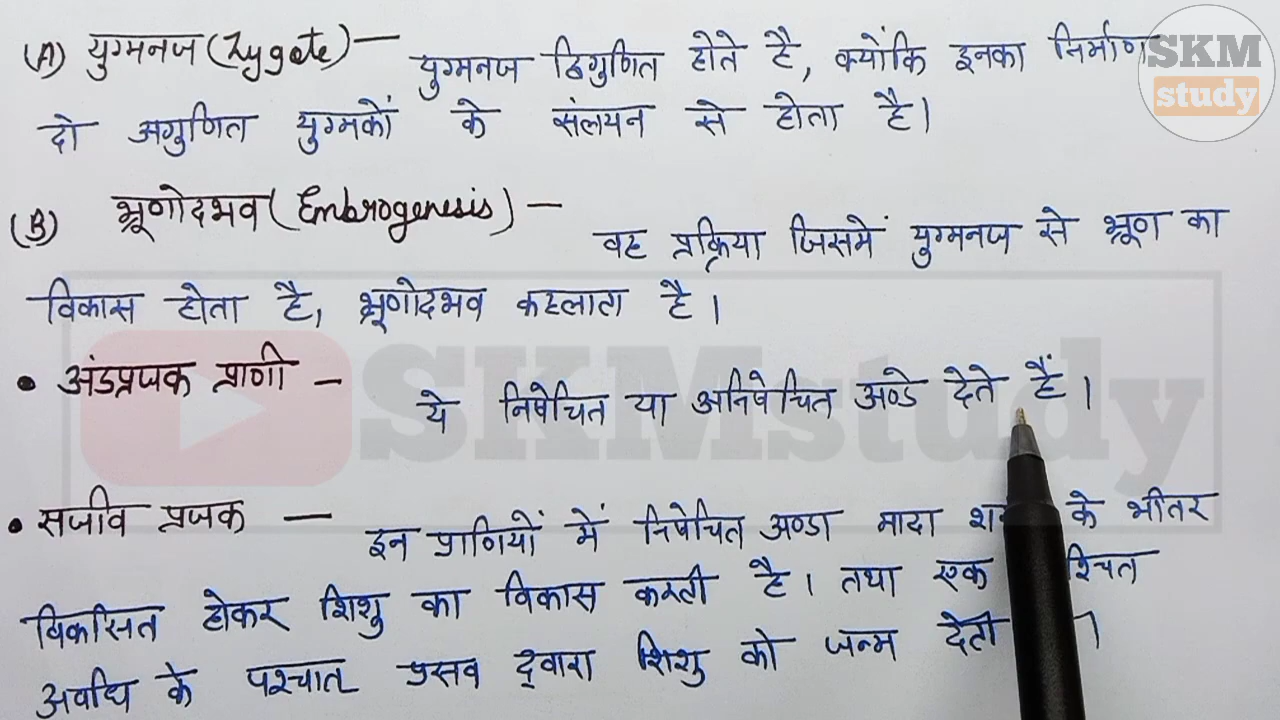 (A) युग्मनज (Zygote) — युग्मनज द्विगुणित होते है, क्योंकि इनका निर्माण
दो अगुणित युग्मकों के संलयन से होता है।
(B) भ्रूणोदभव (Embrogenesis) — वह प्रक्रिया जिसमें युग्मनज से भ्रूण का
विकास होता है, भ्रूणोदभव कहलाता है।
• अंडप्रजक प्राणी — ये निषेचित या अनिषेचित अण्डे देते हैं।
• सजीव प्रजक — इन प्राणियों में निषेचित अण्डा मादा के भीतर
विकसित होकर शिशु का विकास करती है। तथा एक
अवधि के पश्चात प्रसव द्वारा शिशु को जन्म देती
SKM
study
SKMstudy